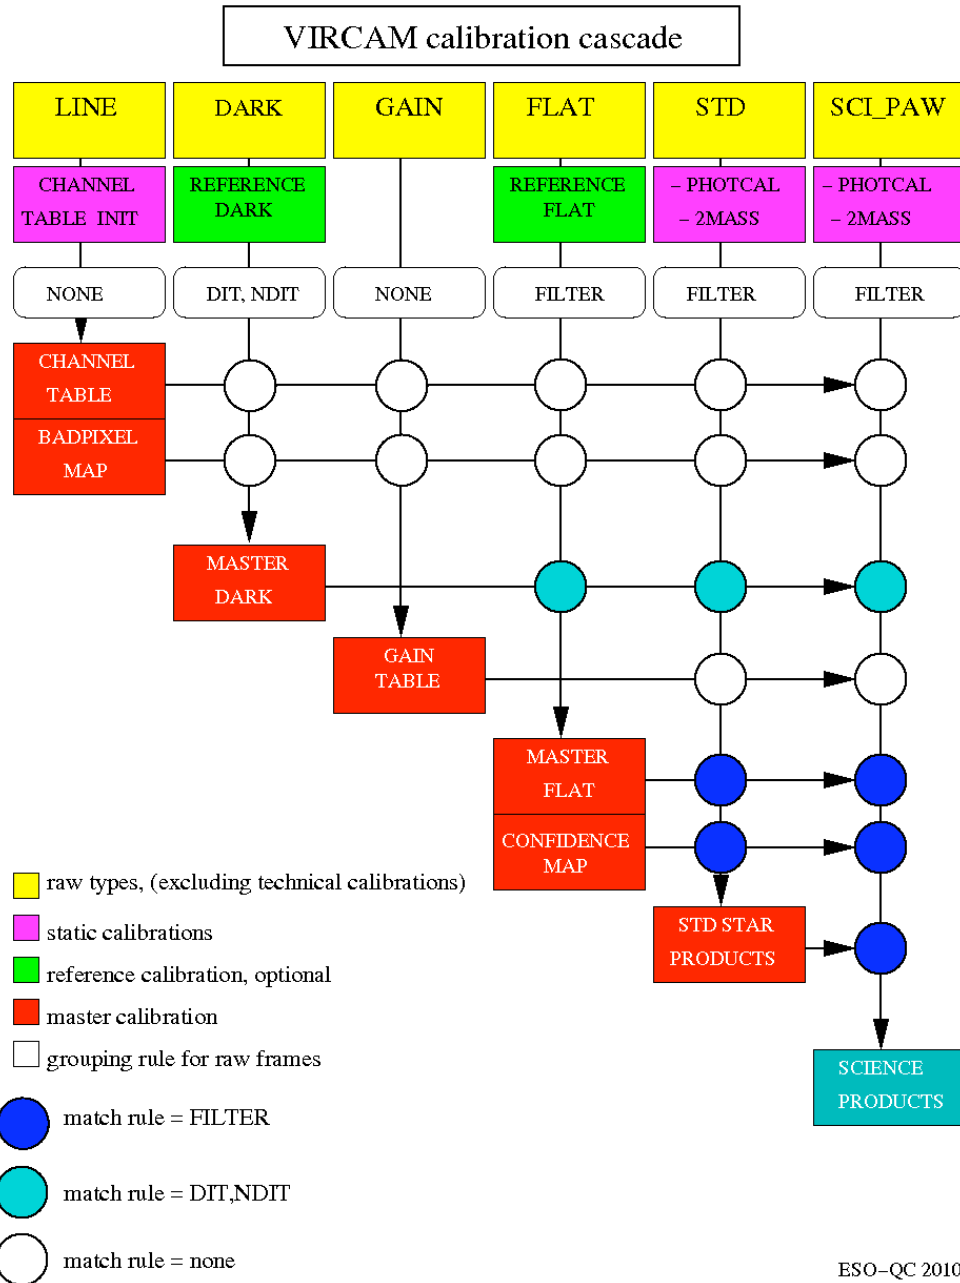 VIRCAM calibration cascade
LINE DARK GAIN FLAT STD SCI_PAW
CHANNEL
TABLE INIT
REFERENCE
DARK
REFERENCE
FLAT
– PHOTCAL
– 2MASS
– PHOTCAL
– 2MASS
NONE DIT, NDIT NONE FILTER FILTER FILTER
CHANNEL
TABLE
BADPIXEL
MAP
MASTER
DARK
GAIN
TABLE
MASTER
FLAT
CONFIDENCE
MAP
STD STAR
PRODUCTS
SCIENCE
PRODUCTS
raw types, (excluding technical calibrations)
static calibrations
reference calibration, optional
master calibration
grouping rule for raw frames
match rule = FILTER
match rule = DIT,NDIT
match rule = none
ESO–QC 2010